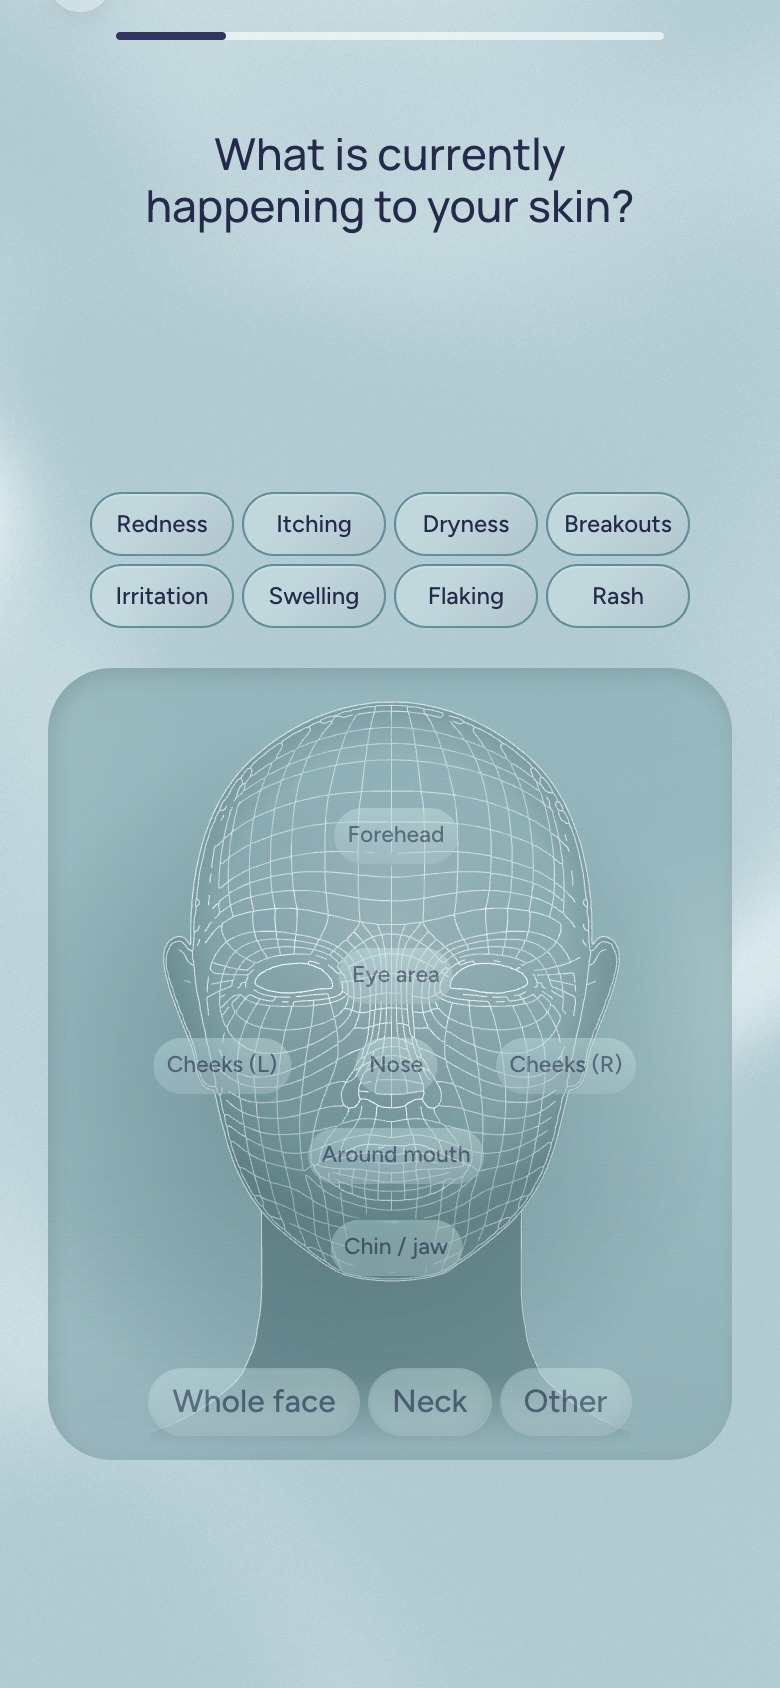 What is currently
happening to your skin?
Redness Itching Dryness Breakouts
Irritation Swelling Flaking Rash
Forehead
Eye area
Cheeks (L) Nose Cheeks (R)
Around mouth
Chin / jaw
Whole face Neck Other